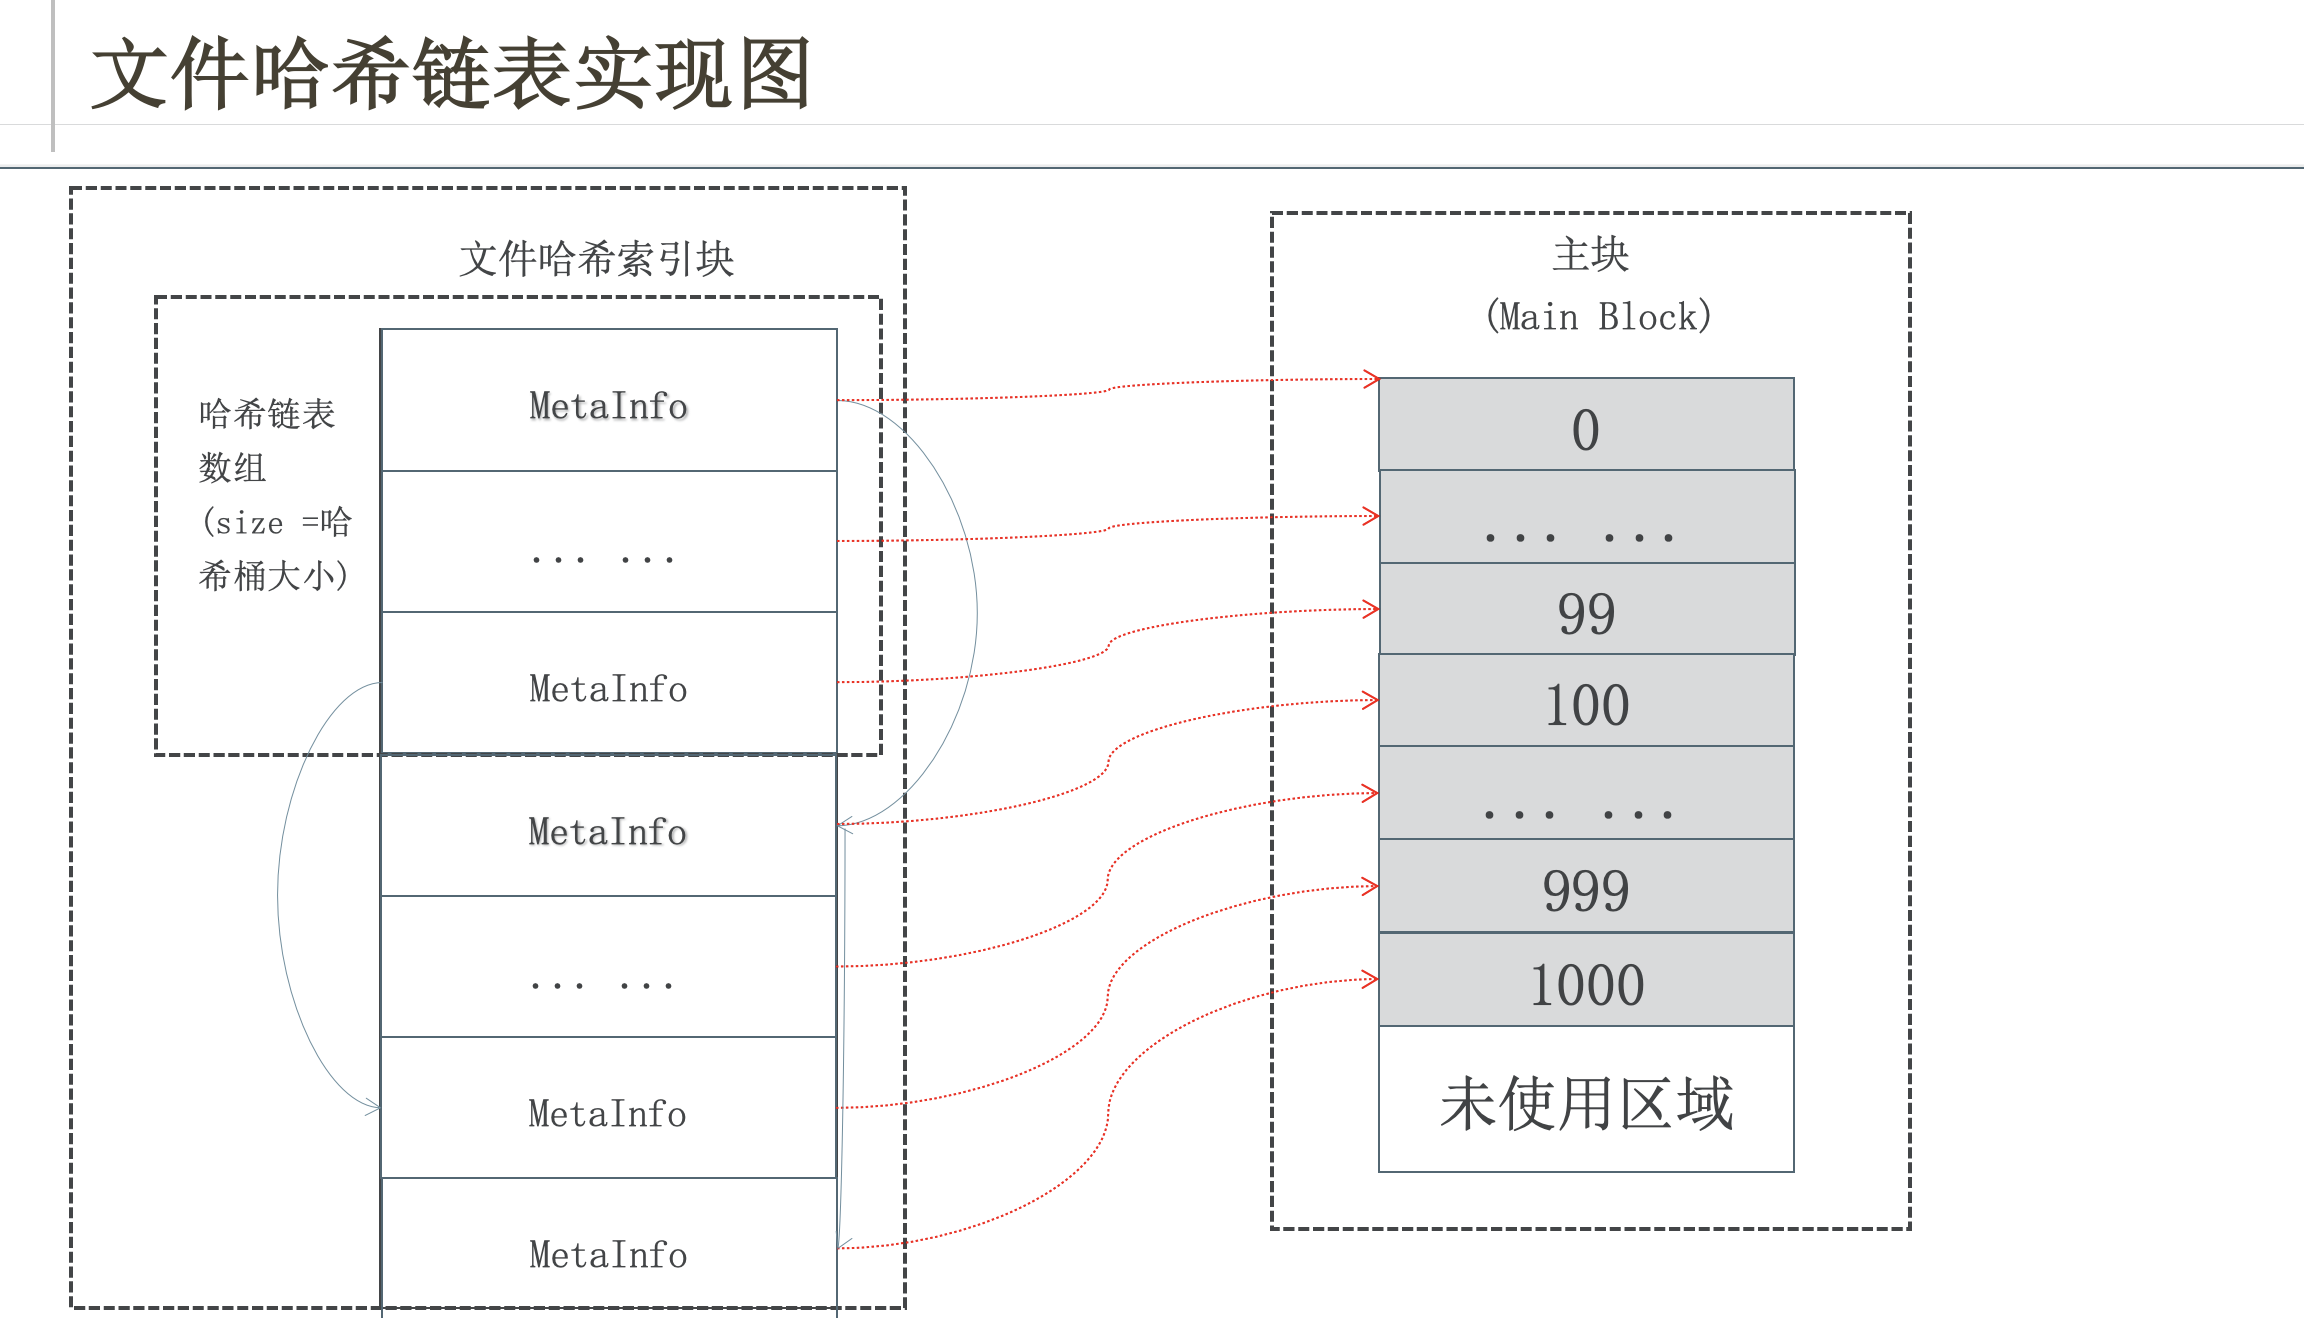 文件哈希链表实现图
文件哈希索引块
哈希链表
数组
(size =哈
希桶大小)
MetaInfo
... ...
MetaInfo
MetaInfo
... ...
MetaInfo
MetaInfo
主块
(Main Block)
0
... ...
99
100
... ...
999
1000
未使用区域